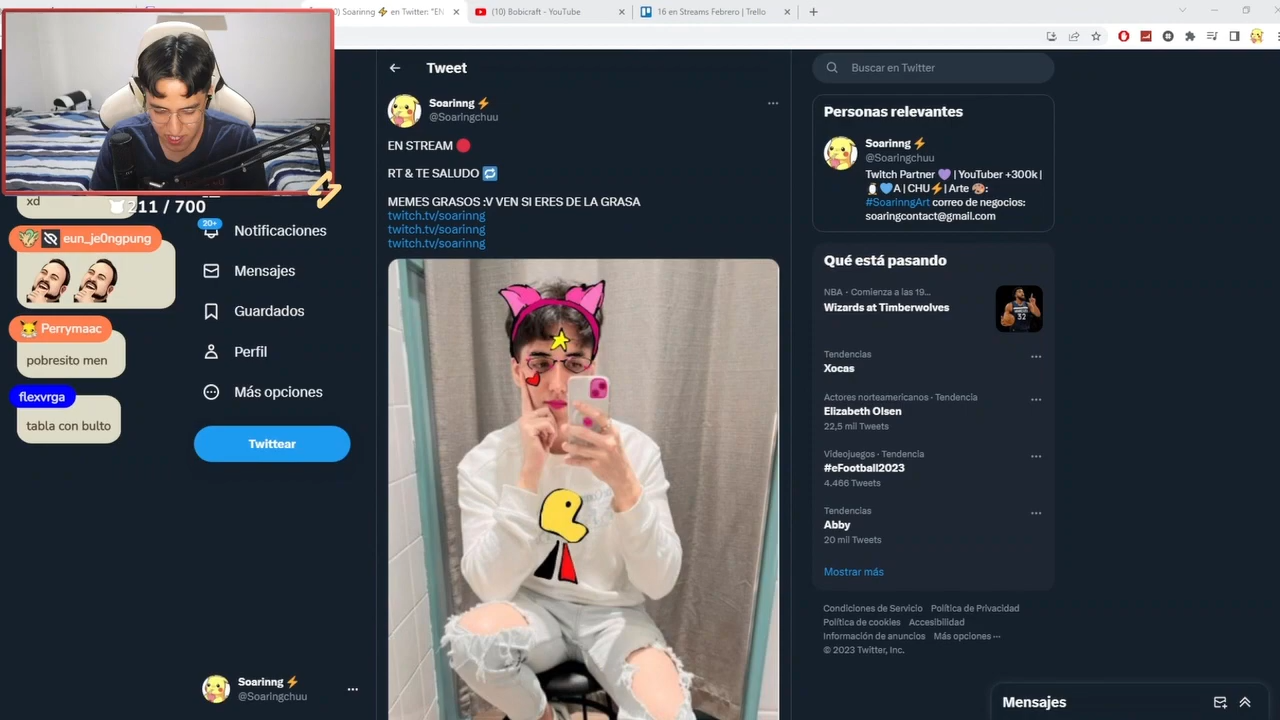 Soarinng ⚡ en Twitter: "EN
(10) Bobicraft - YouTube
16 en Streams Febrero | Trello
211 / 700
xd
eun_je0ngpung
Perrymaac
pobresito men
flexvrga
tabla con bulto
20+
Notificaciones
Mensajes
Guardados
Perfil
Más opciones
Twittear
Soarinng ⚡
@Soaringchuu
Tweet
Soarinng ⚡
@Soaringchuu
EN STREAM 🔴
RT & TE SALUDO 🔁
MEMES GRASOS :V VEN SI ERES DE LA GRASA
twitch.tv/soarinng
twitch.tv/soarinng
twitch.tv/soarinng
Buscar en Twitter
Personas relevantes
Soarinng ⚡
@Soaringchuu
Twitch Partner 💜 | YouTuber +300k |
🐧💙A | CHU⚡| Arte 🎨:
#SoarinngArt correo de negocios:
soaringcontact@gmail.com
Qué está pasando
NBA · Comienza a las 19...
Wizards at Timberwolves
32
Tendencias
Xocas
Actores norteamericanos · Tendencia
Elizabeth Olsen
22,5 mil Tweets
Videojuegos · Tendencia
#eFootball2023
4.466 Tweets
Tendencias
Abby
20 mil Tweets
Mostrar más
Condiciones de Servicio Política de Privacidad
Política de cookies Accesibilidad
Información de anuncios Más opciones ···
© 2023 Twitter, Inc.
Mensajes